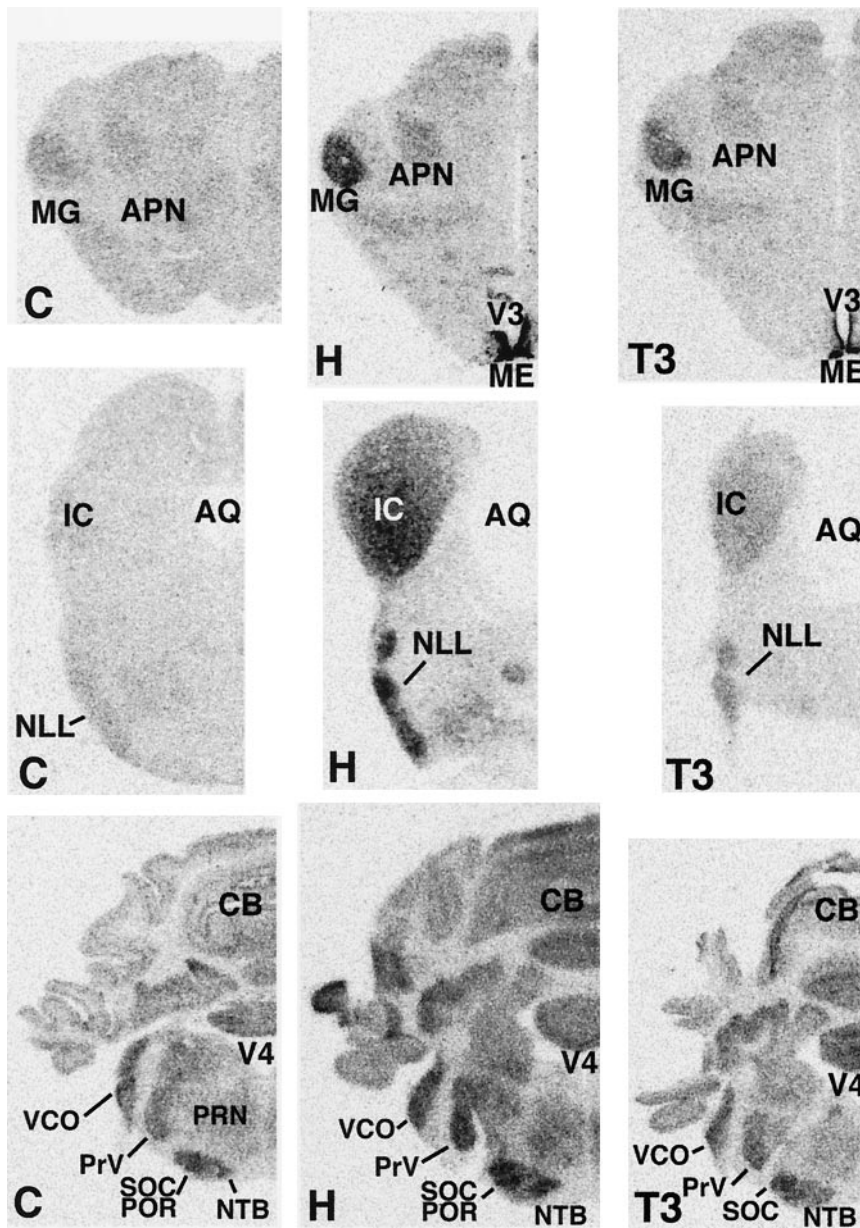 MG APN
C
APN
MG
V3
H
ME
APN
MG
V3
T3
ME
IC AQ
NLL
C
IC AQ
NLL
H
IC
AQ
NLL
T3
CB
V4
VCO PRN
PrV
SOC
POR NTB
C
CB
V4
VCO
PrV
SOC
POR NTB
H
CB
V4
VCO
PrV
SOC
NTB
T3